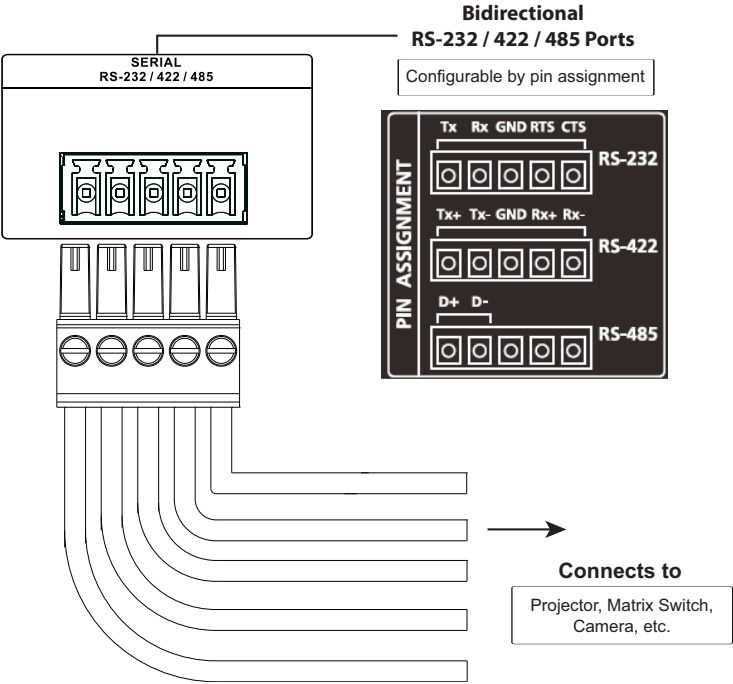 Bidirectional
RS-232 / 422 / 485 Ports
Configurable by pin assignment
SERIAL
RS-232 / 422 / 485
PIN ASSIGNMENT
Tx Rx GND RTS CTS
RS-232
Tx+ Tx- GND Rx+ Rx-
RS-422
D+ D-
RS-485
Connects to
Projector, Matrix Switch,
Camera, etc.